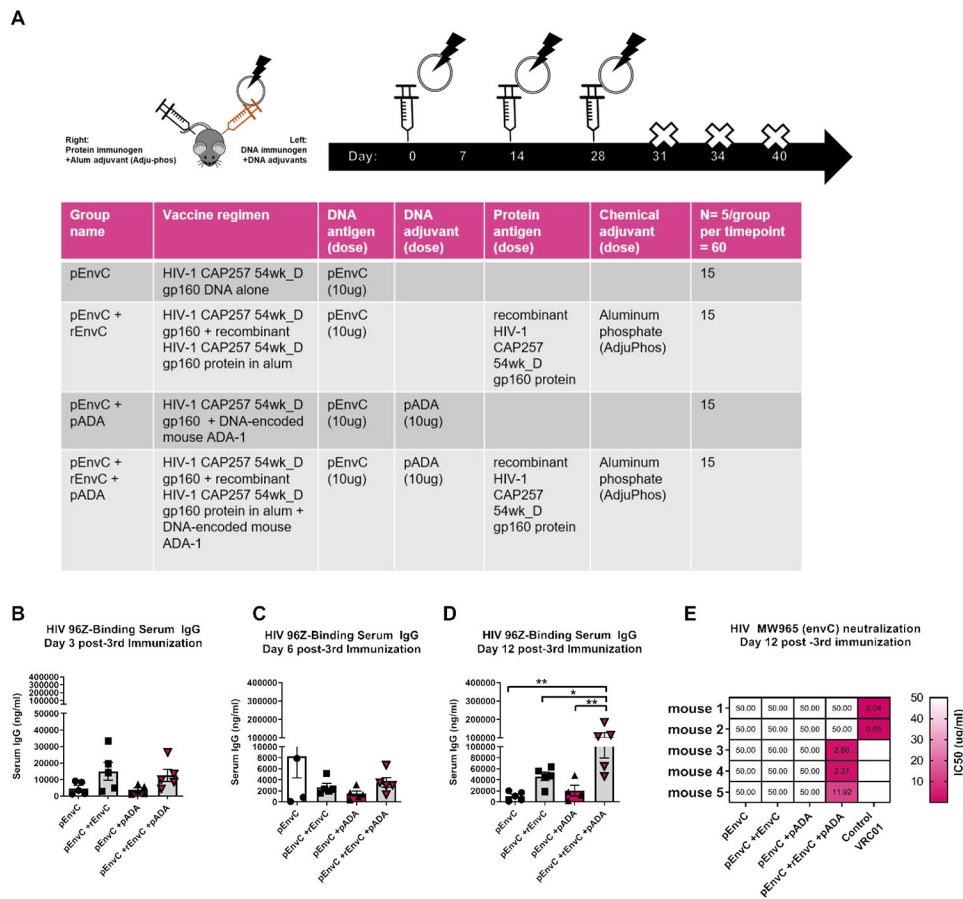 A
Right:
Protein immunogen
+Alum adjuvant (Adju-phos)
Left:
DNA immunogen
+DNA adjuvants
Day: 0 7 14 28 31 34 40
Group name | Vaccine regimen | DNA antigen (dose) | DNA adjuvant (dose) | Protein antigen (dose) | Chemical adjuvant (dose) | N= 5/group per timepoint = 60
pEnvC | HIV-1 CAP257 54wk_D gp160 DNA alone | pEnvC (10ug) | 15
pEnvC + rEnvC | HIV-1 CAP257 54wk_D gp160 + recombinant HIV-1 CAP257 54wk_D gp160 protein in alum | pEnvC (10ug) | recombinant HIV-1 CAP257 54wk_D gp160 protein | Aluminum phosphate (AdjuPhos) | 15
pEnvC + pADA | HIV-1 CAP257 54wk_D gp160 + DNA-encoded mouse ADA-1 | pEnvC (10ug) | pADA (10ug) | 15
pEnvC + rEnvC + pADA | HIV-1 CAP257 54wk_D gp160 + recombinant HIV-1 CAP257 54wk_D gp160 protein in alum + DNA-encoded mouse ADA-1 | pEnvC (10ug) | pADA (10ug) | recombinant HIV-1 CAP257 54wk_D gp160 protein | Aluminum phosphate (AdjuPhos) | 15
B
HIV 96Z-Binding Serum IgG
Day 3 post-3rd Immunization
Serum IgG (ng/ml)
400000
300000
200000
100000
50000
40000
30000
20000
10000
0
pEnvC
pEnvC +rEnvC
pEnvC +pADA
pEnvC +rEnvC +pADA
C
HIV 96Z-Binding Serum IgG
Day 6 post-3rd Immunization
Serum IgG (ng/ml)
400000
300000
200000
100000
8000
6000
4000
2000
0
pEnvC
pEnvC +rEnvC
pEnvC +pADA
pEnvC +rEnvC +pADA
D
HIV 96Z-Binding Serum IgG
Day 12 post-3rd Immunization
Serum IgG (ng/ml)
400000
300000
200000
100000
8000
6000
4000
2000
0
**
*
**
pEnvC
pEnvC +rEnvC
pEnvC +pADA
pEnvC +rEnvC +pADA
E
HIV MW965 (envC) neutralization
Day 12 post -3rd immunization
mouse 1 50.00 50.00 50.00 50.00 0.04
mouse 2 50.00 50.00 50.00 50.00 0.05
mouse 3 50.00 50.00 50.00 2.60
mouse 4 50.00 50.00 50.00 2.37
mouse 5 50.00 50.00 50.00 11.92
pEnvC
pEnvC +rEnvC
pEnvC +pADA
pEnvC +rEnvC +pADA
Control
VRC01
50
40
30
20
10
IC50 (ug/ml)